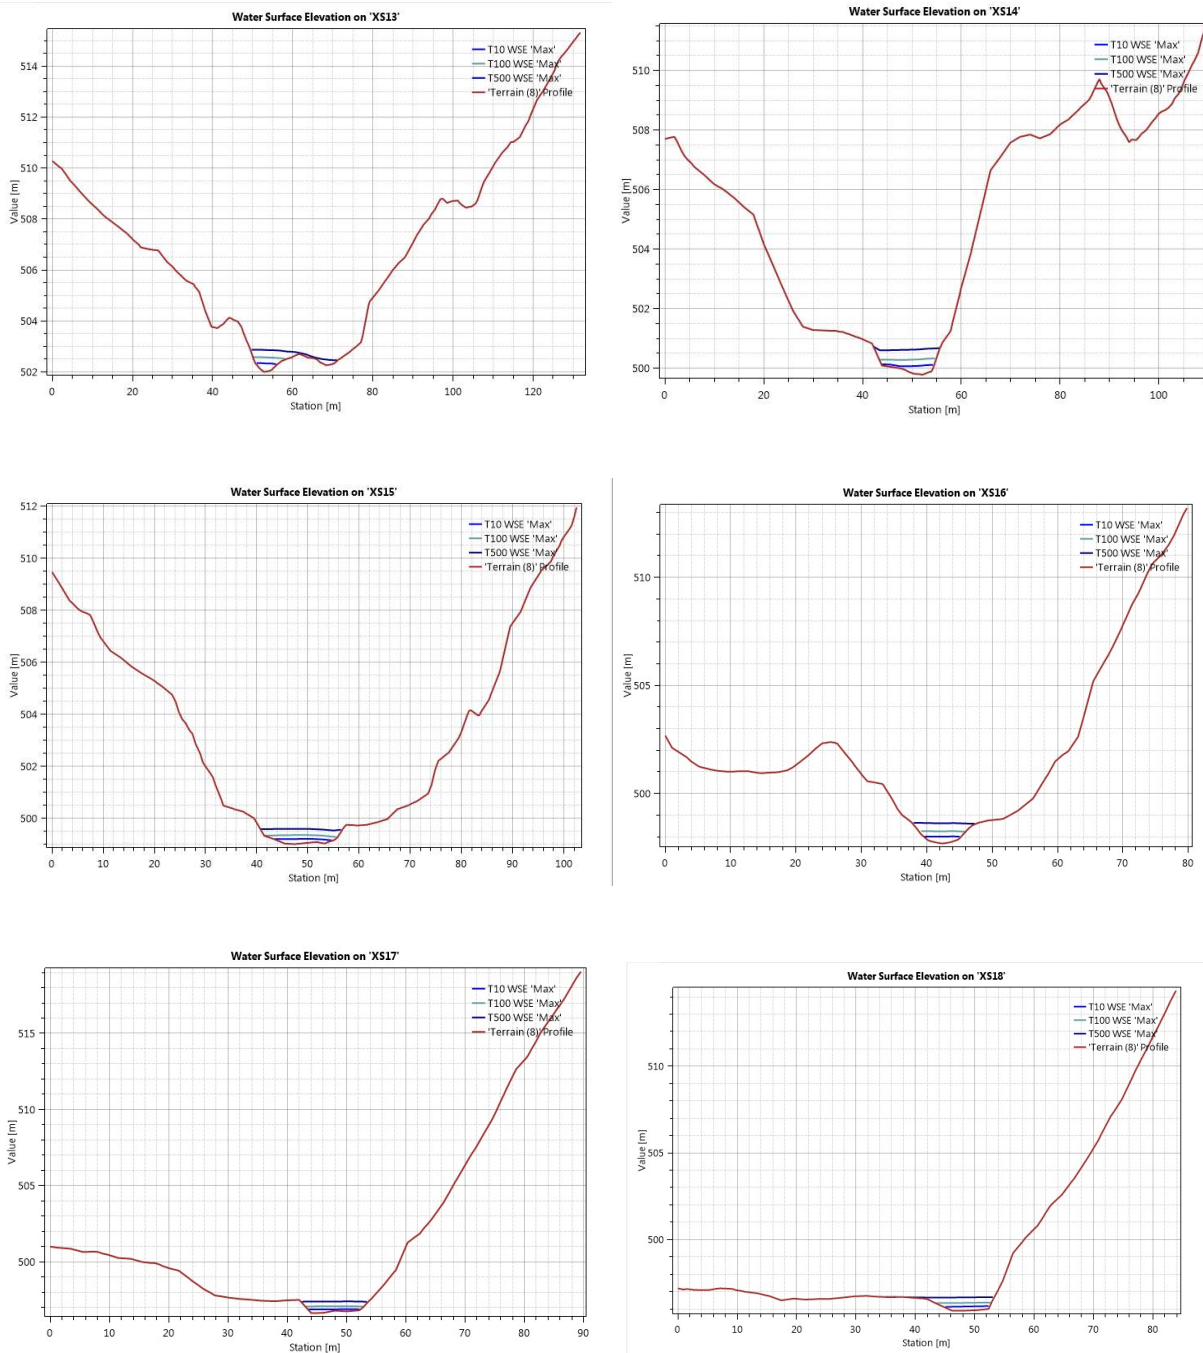 Water Surface Elevation on 'XS13'
T10 WSE 'Max'
T100 WSE 'Max'
T500 WSE 'Max'
'Terrain (8)' Profile
514
512
510
508
506
504
502
Value [m]
0 20 40 60 80 100 120
Station [m]
Water Surface Elevation on 'XS14'
T10 WSE 'Max'
T100 WSE 'Max'
T500 WSE 'Max'
'Terrain (8)' Profile
510
508
506
504
502
500
Value [m]
0 20 40 60 80 100
Station [m]
Water Surface Elevation on 'XS15'
T10 WSE 'Max'
T100 WSE 'Max'
T500 WSE 'Max'
'Terrain (8)' Profile
512
510
508
506
504
502
500
Value [m]
0 10 20 30 40 50 60 70 80 90 100
Station [m]
Water Surface Elevation on 'XS16'
T10 WSE 'Max'
T100 WSE 'Max'
T500 WSE 'Max'
'Terrain (8)' Profile
510
505
500
Value [m]
0 10 20 30 40 50 60 70 80
Station [m]
Water Surface Elevation on 'XS17'
T10 WSE 'Max'
T100 WSE 'Max'
T500 WSE 'Max'
'Terrain (8)' Profile
515
510
505
500
Value [m]
0 10 20 30 40 50 60 70 80 90
Station [m]
Water Surface Elevation on 'XS18'
T10 WSE 'Max'
T100 WSE 'Max'
T500 WSE 'Max'
'Terrain (8)' Profile
510
505
500
Value [m]
0 10 20 30 40 50 60 70 80
Station [m]